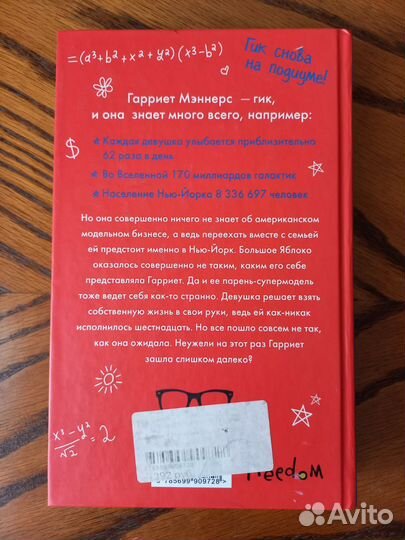 =(a³+b²+x²+y²)(x³-b²)
Гик снова
на подиуме!
Гарриет Мэннерс — гик,
и она знает много всего, например:
★ Каждая девушка улыбается приблизительно
62 раза в день
★ Во Вселенной 170 миллиардов галактик
★ Население Нью-Йорка 8 336 697 человек
$
Но она совершенно ничего не знает об американском
модельном бизнесе, а ведь переехать вместе с семьей
ей предстоит именно в Нью-Йорк. Большое Яблоко
оказалось совершенно не таким, каким его себе
представляла Гарриет. Да и ее парень-супермодель
тоже ведет себя как-то странно. Девушка решает взять
собственную жизнь в свои руки, ведь ей как-никак
исполнилось шестнадцать. Но все пошло совсем не так,
как она ожидала. Неужели на этот раз Гарриет
зашла слишком далеко?
x³-y²
/√2 = 2
785699 909728 >
Avito